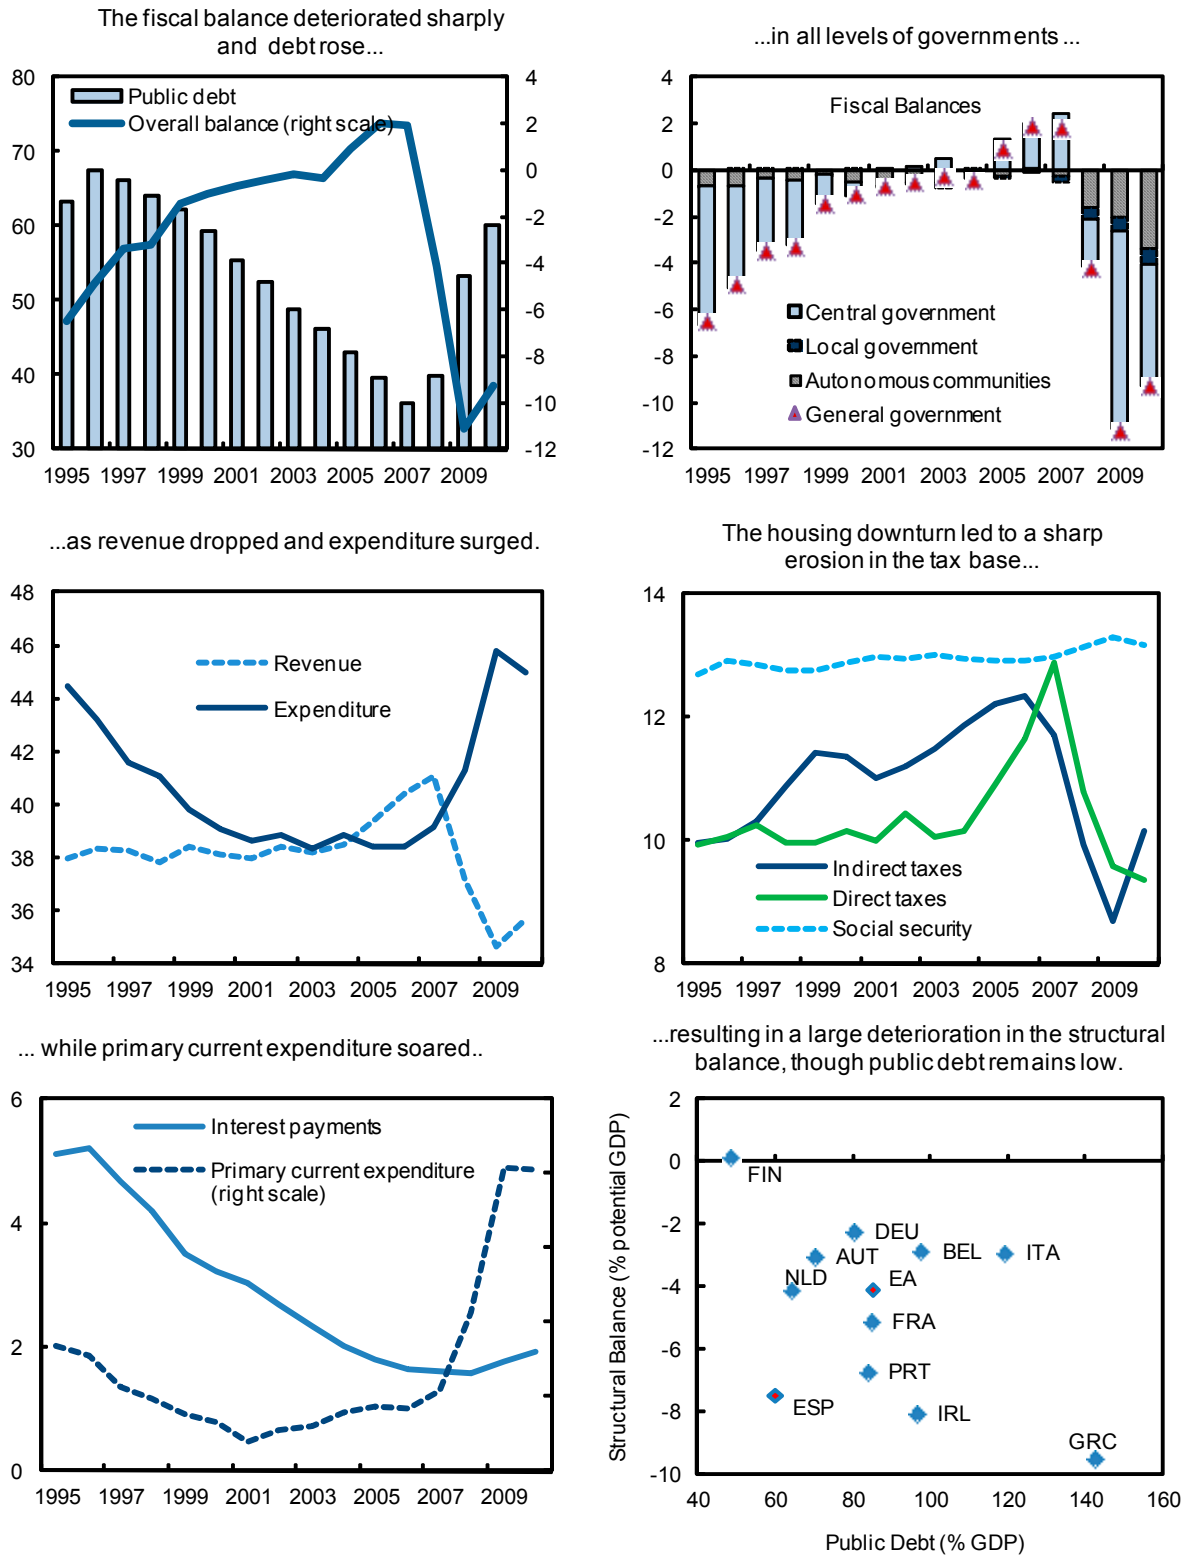 The fiscal balance deteriorated sharply
and debt rose...
80
70
60
50
40
30
4
2
0
-2
-4
-6
-8
-10
-12
Public debt
Overall balance (right scale)
1995 1997 1999 2001 2003 2005 2007 2009
...in all levels of governments ...
4
2
0
-2
-4
-6
-8
-10
-12
Fiscal Balances
Central government
Local government
Autonomous communities
General government
1995 1997 1999 2001 2003 2005 2007 2009
...as revenue dropped and expenditure surged.
48
46
44
42
40
38
36
34
Revenue
Expenditure
1995 1997 1999 2001 2003 2005 2007 2009
The housing downturn led to a sharp
erosion in the tax base...
14
12
10
8
Indirect taxes
Direct taxes
Social security
1995 1997 1999 2001 2003 2005 2007 2009
... while primary current expenditure soared..
6
4
2
0
Interest payments
Primary current expenditure
(right scale)
1995 1997 1999 2001 2003 2005 2007 2009
...resulting in a large deterioration in the structural
balance, though public debt remains low.
Structural Balance (% potential GDP)
2
0
-2
-4
-6
-8
-10
FIN
DEU
AUT
BEL
ITA
NLD
EA
FRA
PRT
ESP
IRL
GRC
40 60 80 100 120 140 160
Public Debt (% GDP)